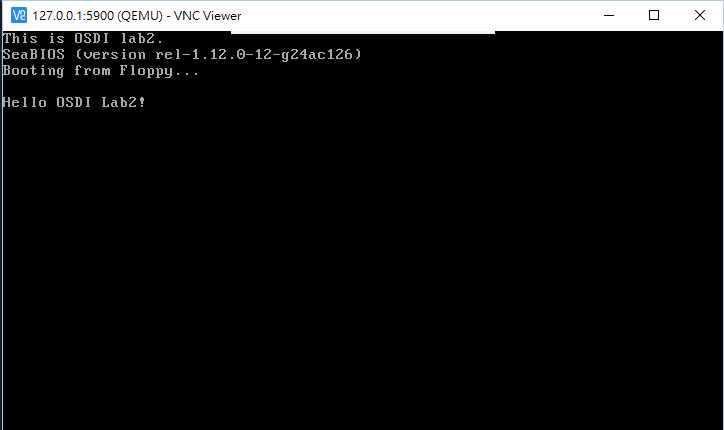 V2 127.0.0.1:5900 (QEMU) - VNC Viewer
This is OSDI lab2.
SeaBIOS (version rel-1.12.0-12-g24ac126)
Booting from Floppy...
Hello OSDI Lab2!